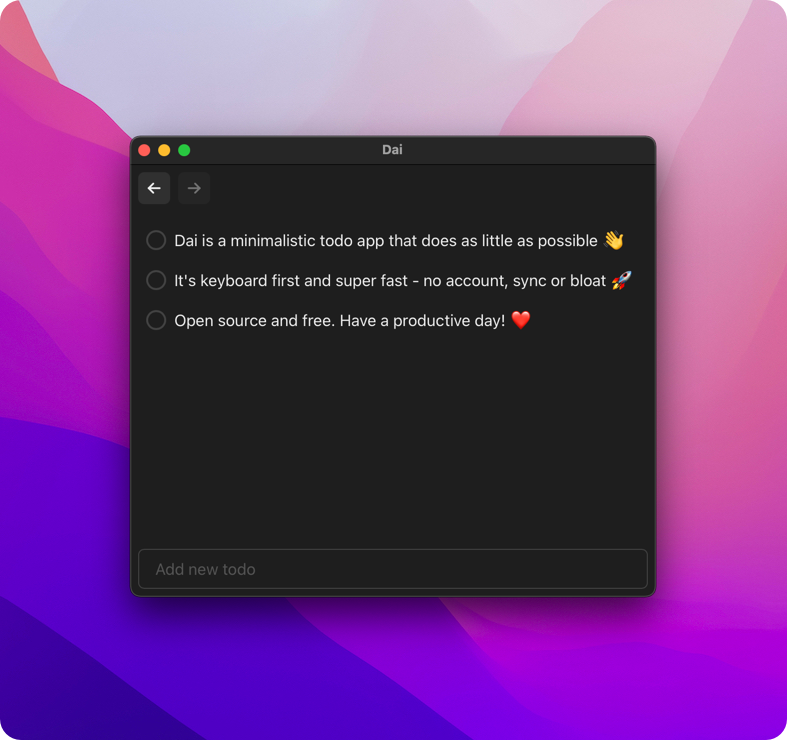 Dai
Dai is a minimalistic todo app that does as little as possible 👋
It's keyboard first and super fast - no account, sync or bloat 🚀
Open source and free. Have a productive day! ❤️
Add new todo